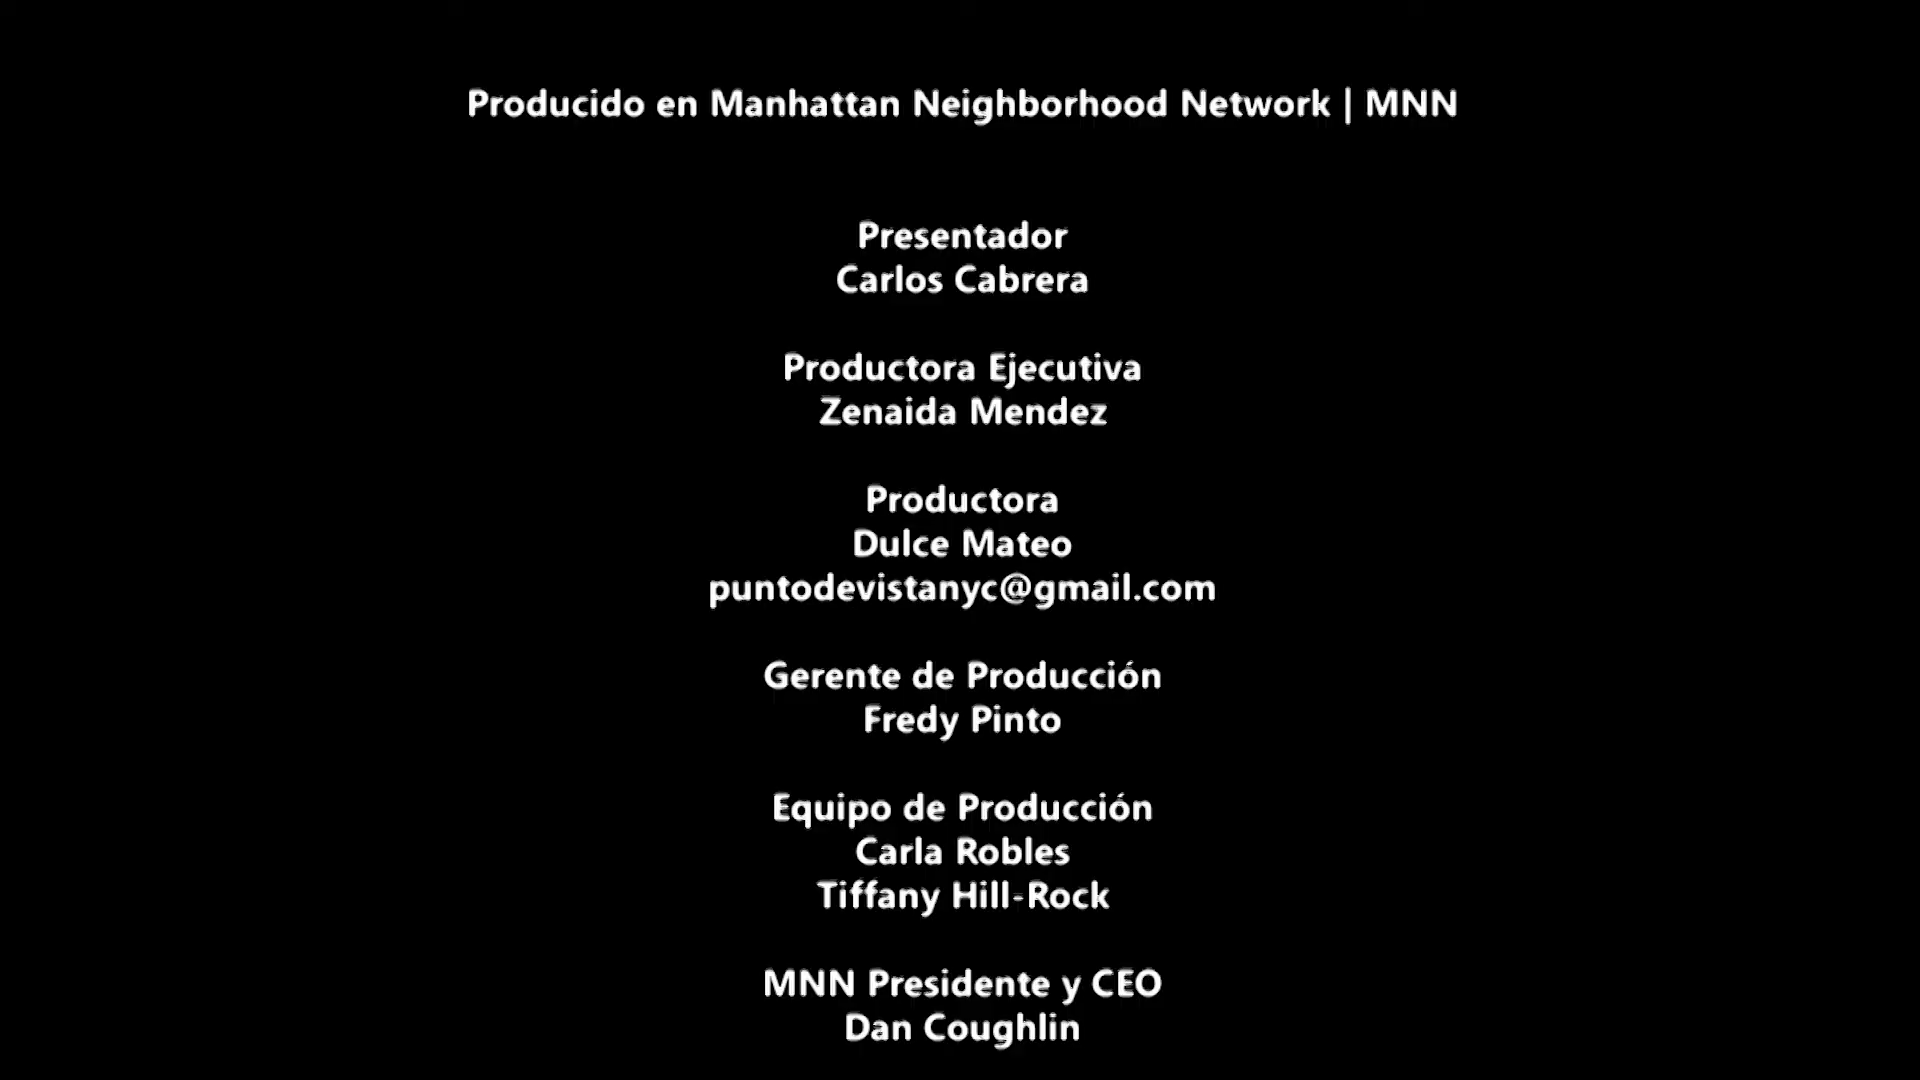 Producido en Manhattan Neighborhood Network | MNN
Presentador
Carlos Cabrera
Productora Ejecutiva
Zenaida Mendez
Productora
Dulce Mateo
puntodevistanyc@gmail.com
Gerente de Producción
Fredy Pinto
Equipo de Producción
Carla Robles
Tiffany Hill-Rock
MNN Presidente y CEO
Dan Coughlin